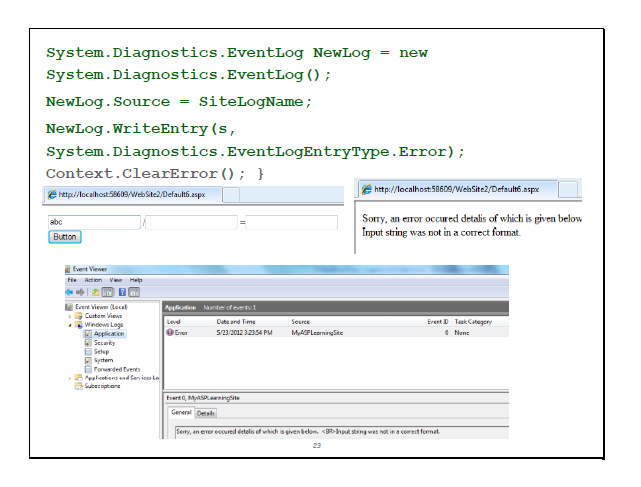 System.Diagnostics.EventLog NewLog = new
System.Diagnostics.EventLog();
NewLog.Source = SiteLogName;
NewLog.WriteEntry(s,
System.Diagnostics.EventLogEntryType.Error);
Context.ClearError(); }
http://localhost:58609/WebSite2/Default6.aspx
abc / =
Button
http://localhost:58609/WebSite2/Default6.aspx
Sorry, an error occured detalis of which is given below
Input string was not in a correct format.
Event Viewer
File Action View Help
Event Viewer (Local)
Custom Views
Windows Logs
Application
Security
Setup
System
Forwarded Events
Applications and Services Lo
Subscriptions
Application Number of events: 1
Level Date and Time Source Event ID Task Category
Error 5/23/2012 3:23:54 PM MyASPLearningSite 0 None
Event 0, MyASPLearningSite
General Details
Sorry, an error occured detalis of which is given below. <BR>Input string was not in a correct format.
23